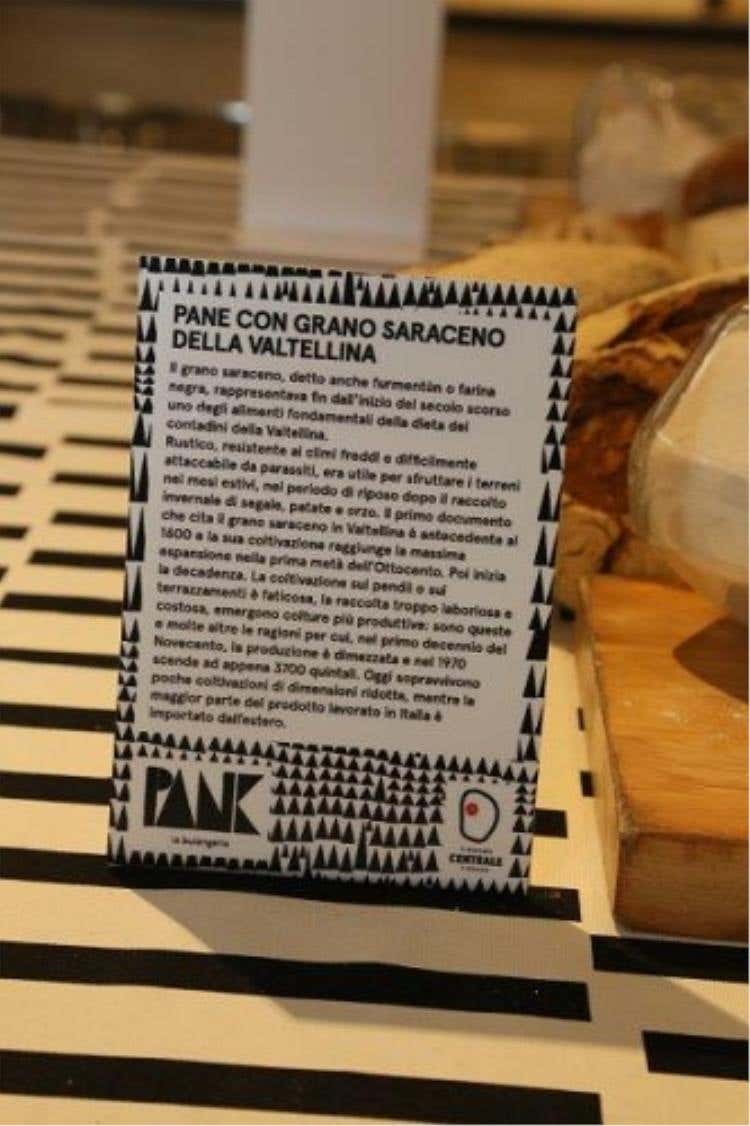 PANE CON GRANO SARACENO
DELLA VALTELLINA
Il grano saraceno, detto anche furmentùn o farina
negra, rappresentava fin dall'inizio del secolo scorso
uno degli alimenti fondamentali della dieta dei
contadini della Valtellina.
Rustico, resistente ai climi freddi e difficilmente
attaccabile da parassiti, era utile per sfruttare i terreni
nei mesi estivi, nel periodo di riposo dopo il raccolto
invernale di segale, patate e orzo. Il primo documento
che cita il grano saraceno in Valtellina è antecedente al
1600 e la sua coltivazione raggiunge la massima
espansione nella prima metà dell'Ottocento. Poi inizia
la decadenza. La coltivazione sui pendii o sui
terrazzamenti è faticosa, la raccolta troppo laboriosa e
costosa, emergono colture più produttive: sono queste
e molte altre le ragioni per cui, nel primo decennio del
Novecento, la produzione è dimezzata e nel 1970
scende ad appena 3700 quintali. Oggi sopravvivono
poche coltivazioni di dimensioni ridotte, mentre la
maggior parte del prodotto lavorato in Italia è
importato dall'estero.
PANE
la boulangerie
CENTRALE